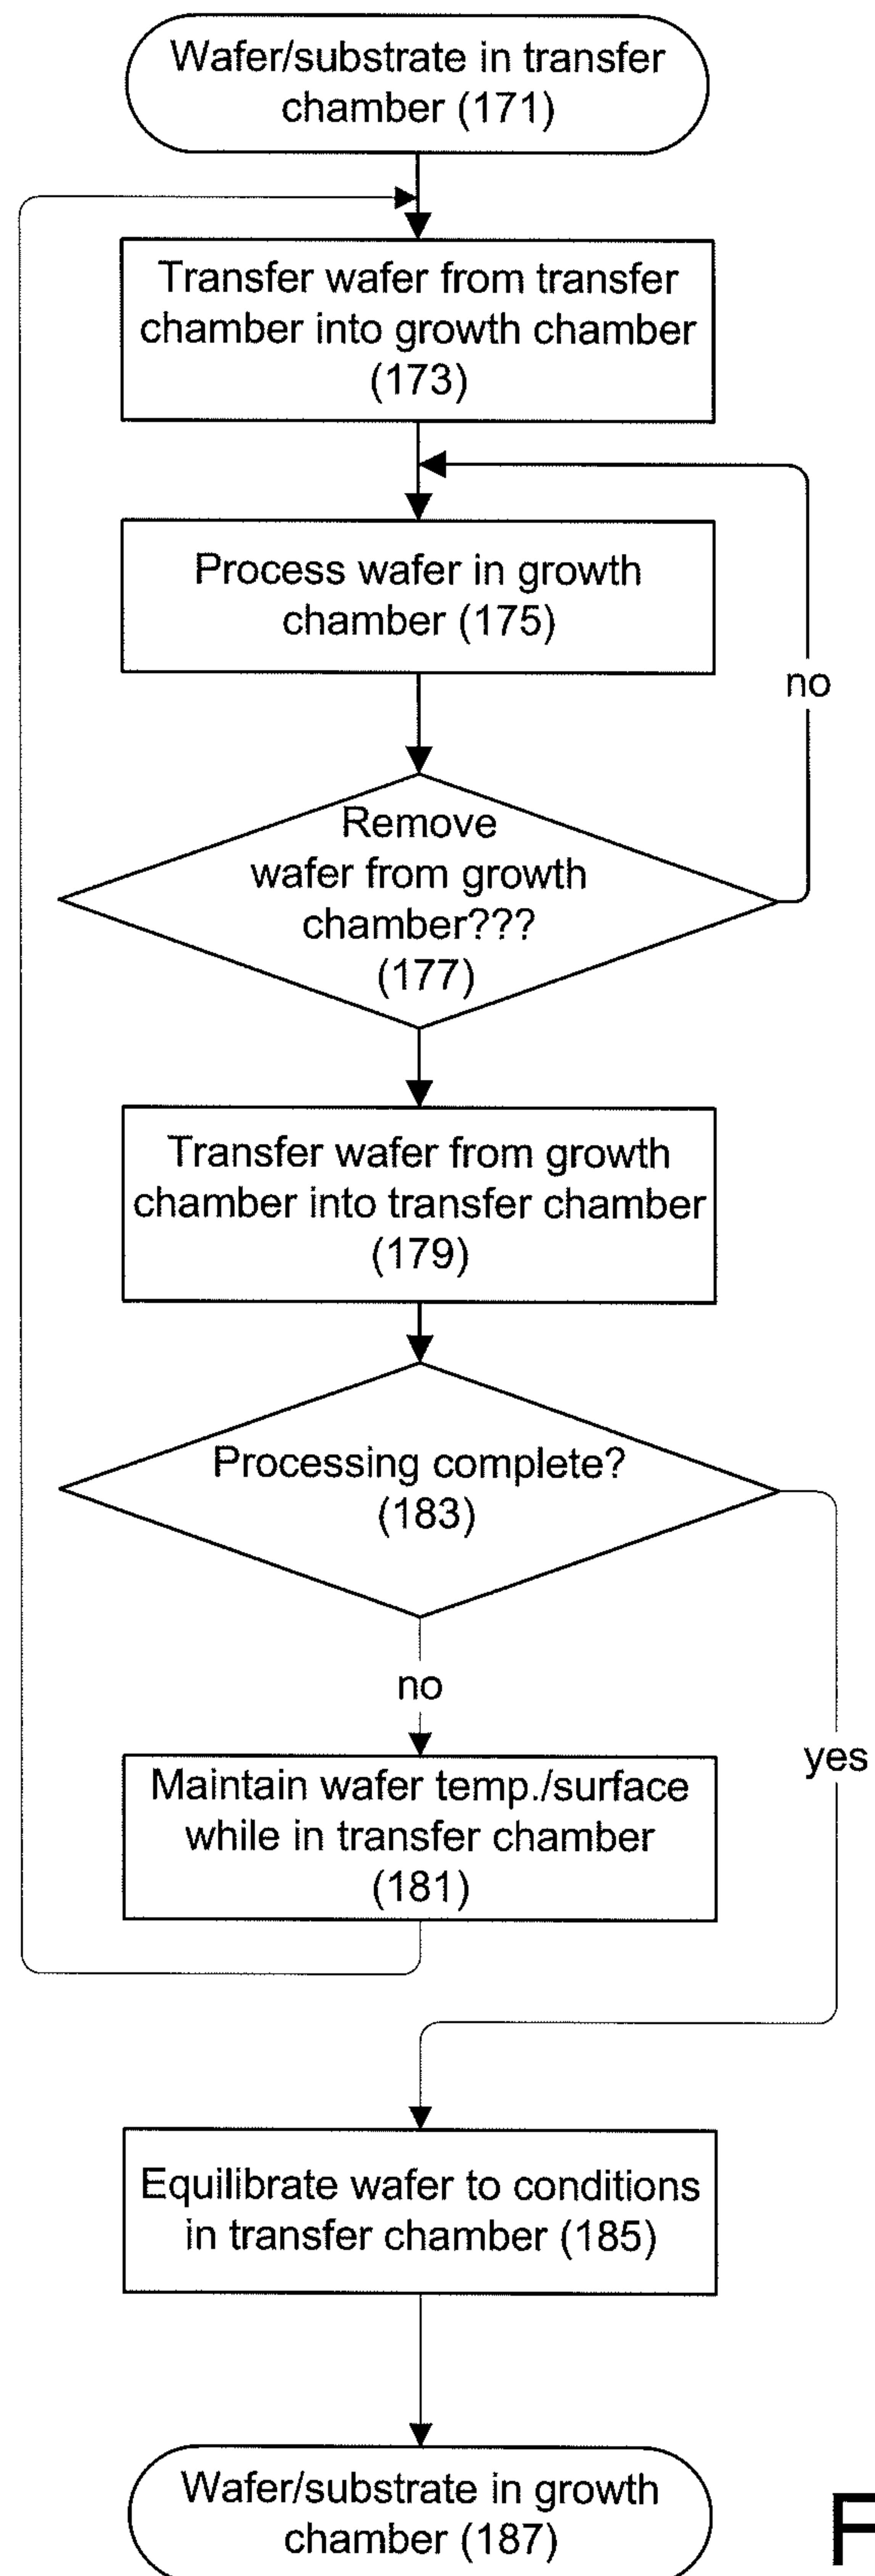 Wafer/substrate in transfer
chamber (171)
Transfer wafer from transfer
chamber into growth chamber
(173)
Process wafer in growth
chamber (175)
no
Remove
wafer from growth
chamber???
(177)
Transfer wafer from growth
chamber into transfer chamber
(179)
Processing complete?
(183)
no
yes
Maintain wafer temp./surface
while in transfer chamber
(181)
Equilibrate wafer to conditions
in transfer chamber (185)
Wafer/substrate in growth
chamber (187)
F